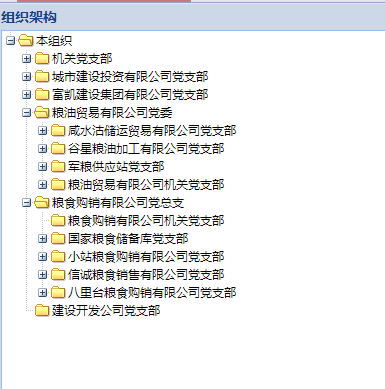 组织架构
本组织
机关党支部
城市建设投资有限公司党支部
富凯建设集团有限公司党支部
粮油贸易有限公司党委
咸水沽储运贸易有限公司党支部
谷星粮油加工有限公司党支部
军粮供应站党支部
粮油贸易有限公司机关党支部
粮食购销有限公司党总支
粮食购销有限公司机关党支部
国家粮食储备库党支部
小站粮食购销有限公司党支部
信诚粮食销售有限公司党支部
八里台粮食购销有限公司党支部
建设开发公司党支部